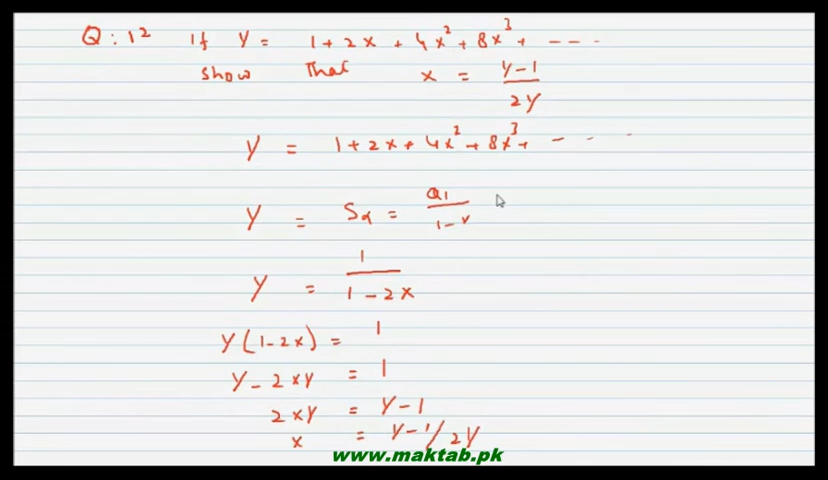 Q: 12 If y = 1 + 2x + 4x² + 8x³ + ----
show that x = y-1 / 2y
y = 1 + 2x + 4x² + 8x³ + - - -
y = S∝ = a1 / 1-r
y = 1 / 1-2x
y(1-2x) = 1
y - 2xy = 1
2xy = y-1
x = y-1/2y
www.maktab.pk